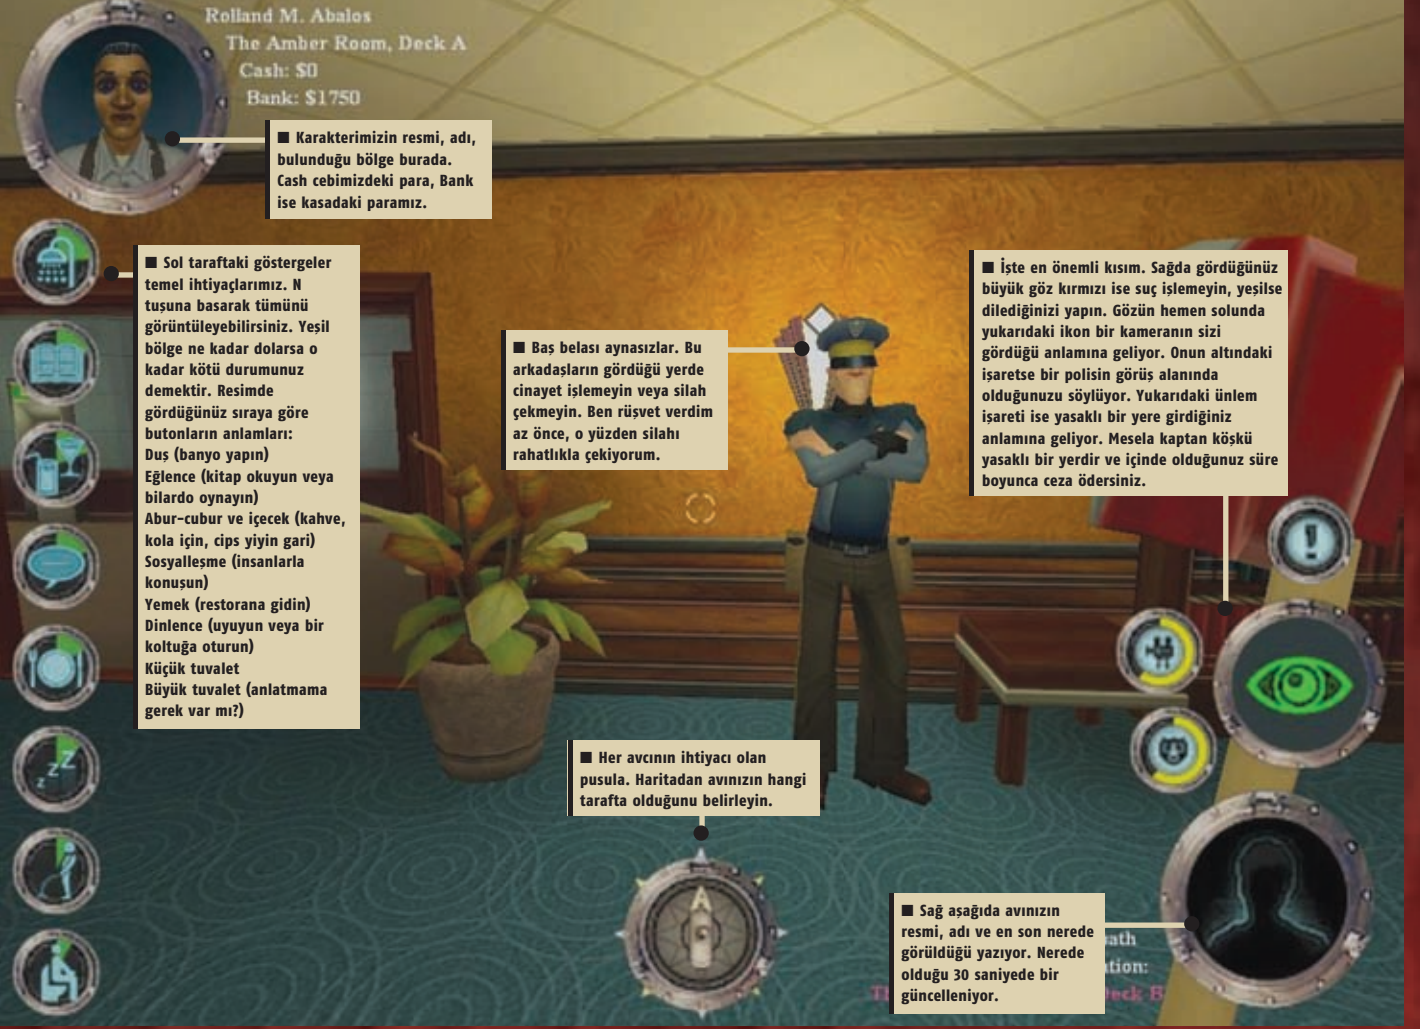 Rolland M. Abalos
The Amber Room, Deck A
Cash: $0
Bank: $1750
■ Karakterimizin resmi, adı,
bulunduğu bölge burada.
Cash cebimizdeki para, Bank
ise kasadaki paramız.
■ Sol taraftaki göstergeler
temel ihtiyaçlarımız. N
tuşuna basarak tümünü
görüntüleyebilirsiniz. Yeşil
bölge ne kadar dolarsa o
kadar kötü durumunuz
demektir. Resimde
gördüğünüz sıraya göre
butonların anlamları:
Duş (banyo yapın)
Eğlence (kitap okuyun veya
bilardo oynayın)
Abur-cubur ve içecek (kahve,
kola için, cips yiyin gari)
Sosyalleşme (insanlarla
konuşun)
Yemek (restorana gidin)
Dinlence (uyuyun veya bir
koltuğa oturun)
Küçük tuvalet
Büyük tuvalet (anlatmama
gerek var mı?)
■ Baş belası aynasızlar. Bu
arkadaşların gördüğü yerde
cinayet işlemeyin veya silah
çekmeyin. Ben rüşvet verdim
az önce, o yüzden silahı
rahatlıkla çekiyorum.
■ İşte en önemli kısım. Sağda gördüğünüz
büyük göz kırmızı ise suç işlemeyin, yeşilse
dilediğinizi yapın. Gözün hemen solunda
yukarıdaki ikon bir kameranın sizi
gördüğü anlamına geliyor. Onun altındaki
işaretse bir polisin görüş alanında
olduğunuzu söylüyor. Yukarıdaki ünlem
işareti ise yasaklı bir yere girdiğiniz
anlamına geliyor. Mesela kaptan köşkü
yasaklı bir yerdir ve içinde olduğunuz süre
boyunca ceza ödersiniz.
■ Her avcının ihtiyacı olan
pusula. Haritadan avınızın hangi
tarafta olduğunu belirleyin.
■ Sağ aşağıda avınızın
resmi, adı ve en son nerede
görüldüğü yazıyor. Nerede
olduğu 30 saniyede bir
güncelleniyor.
ath
tion:
Th Deck B
zzZ
A
!